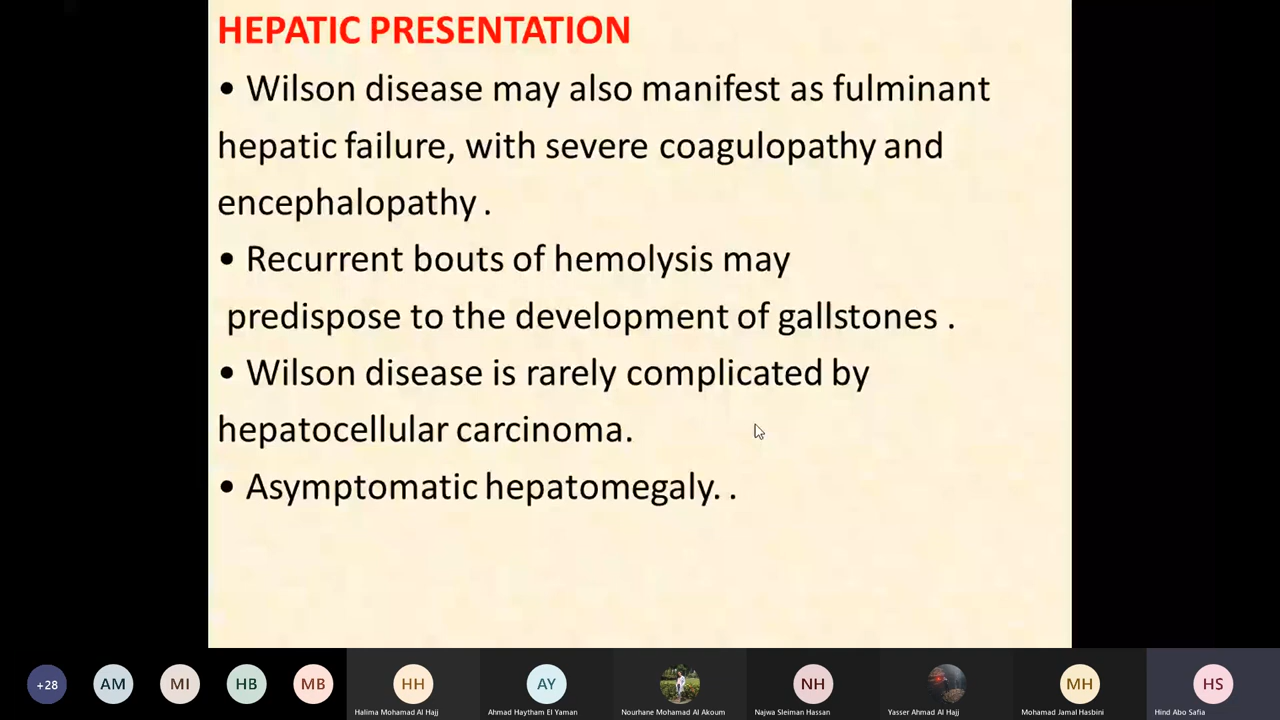 HEPATIC PRESENTATION
• Wilson disease may also manifest as fulminant
hepatic failure, with severe coagulopathy and
encephalopathy .
• Recurrent bouts of hemolysis may
predispose to the development of gallstones .
• Wilson disease is rarely complicated by
hepatocellular carcinoma.
• Asymptomatic hepatomegaly. .
+28 AM MI HB MB HH AY NH MH HS
Halima Mohamad Al Hajj Ahmad Haytham El Yaman Nourhane Mohamad Al Akoum Najwa Sleiman Hassan Yasser Ahmad Al Hajj Mohamad Jamal Hasbini Hind Abo Safia